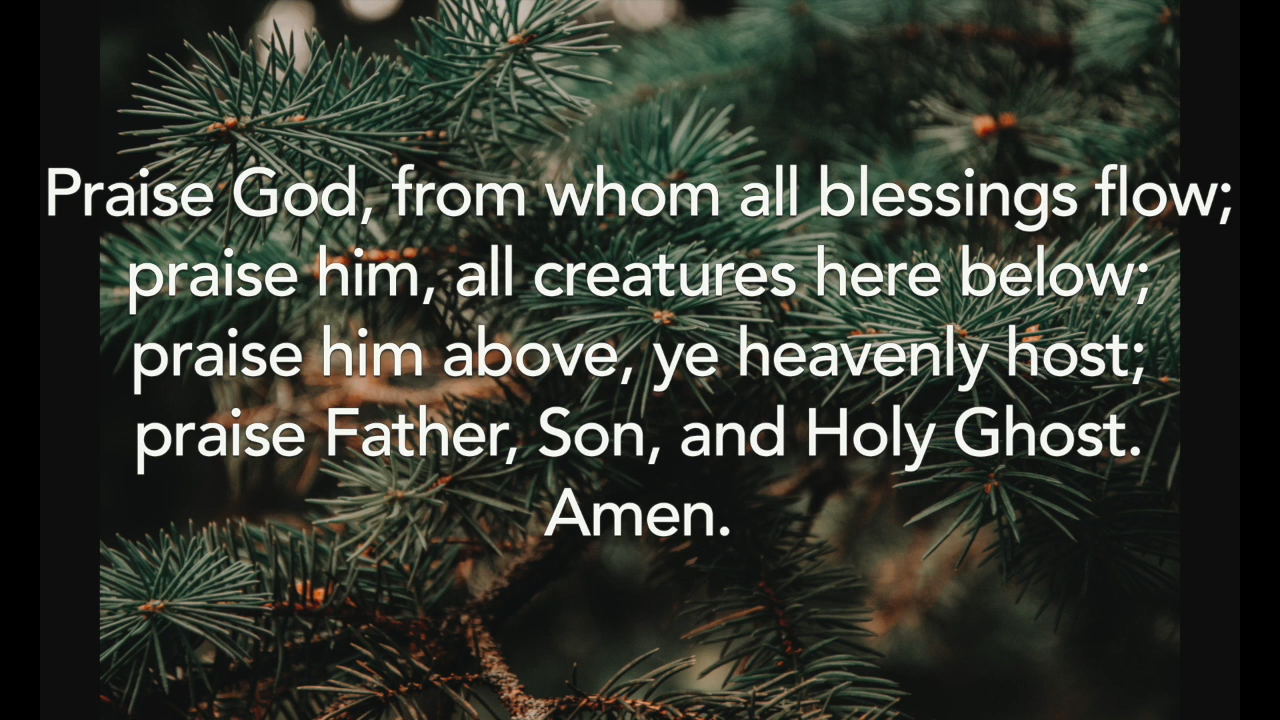 Praise God, from whom all blessings flow;
praise him, all creatures here below;
praise him above, ye heavenly host;
praise Father, Son, and Holy Ghost.
Amen.